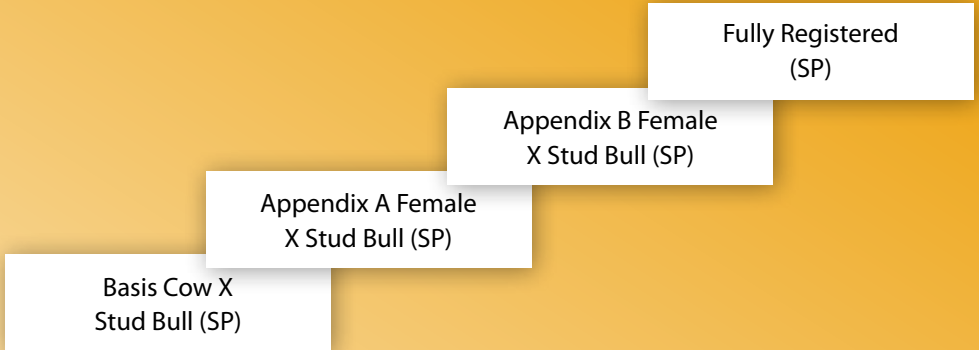 Fully Registered
(SP)
Appendix B Female
X Stud Bull (SP)
Appendix A Female
X Stud Bull (SP)
Basis Cow X
Stud Bull (SP)